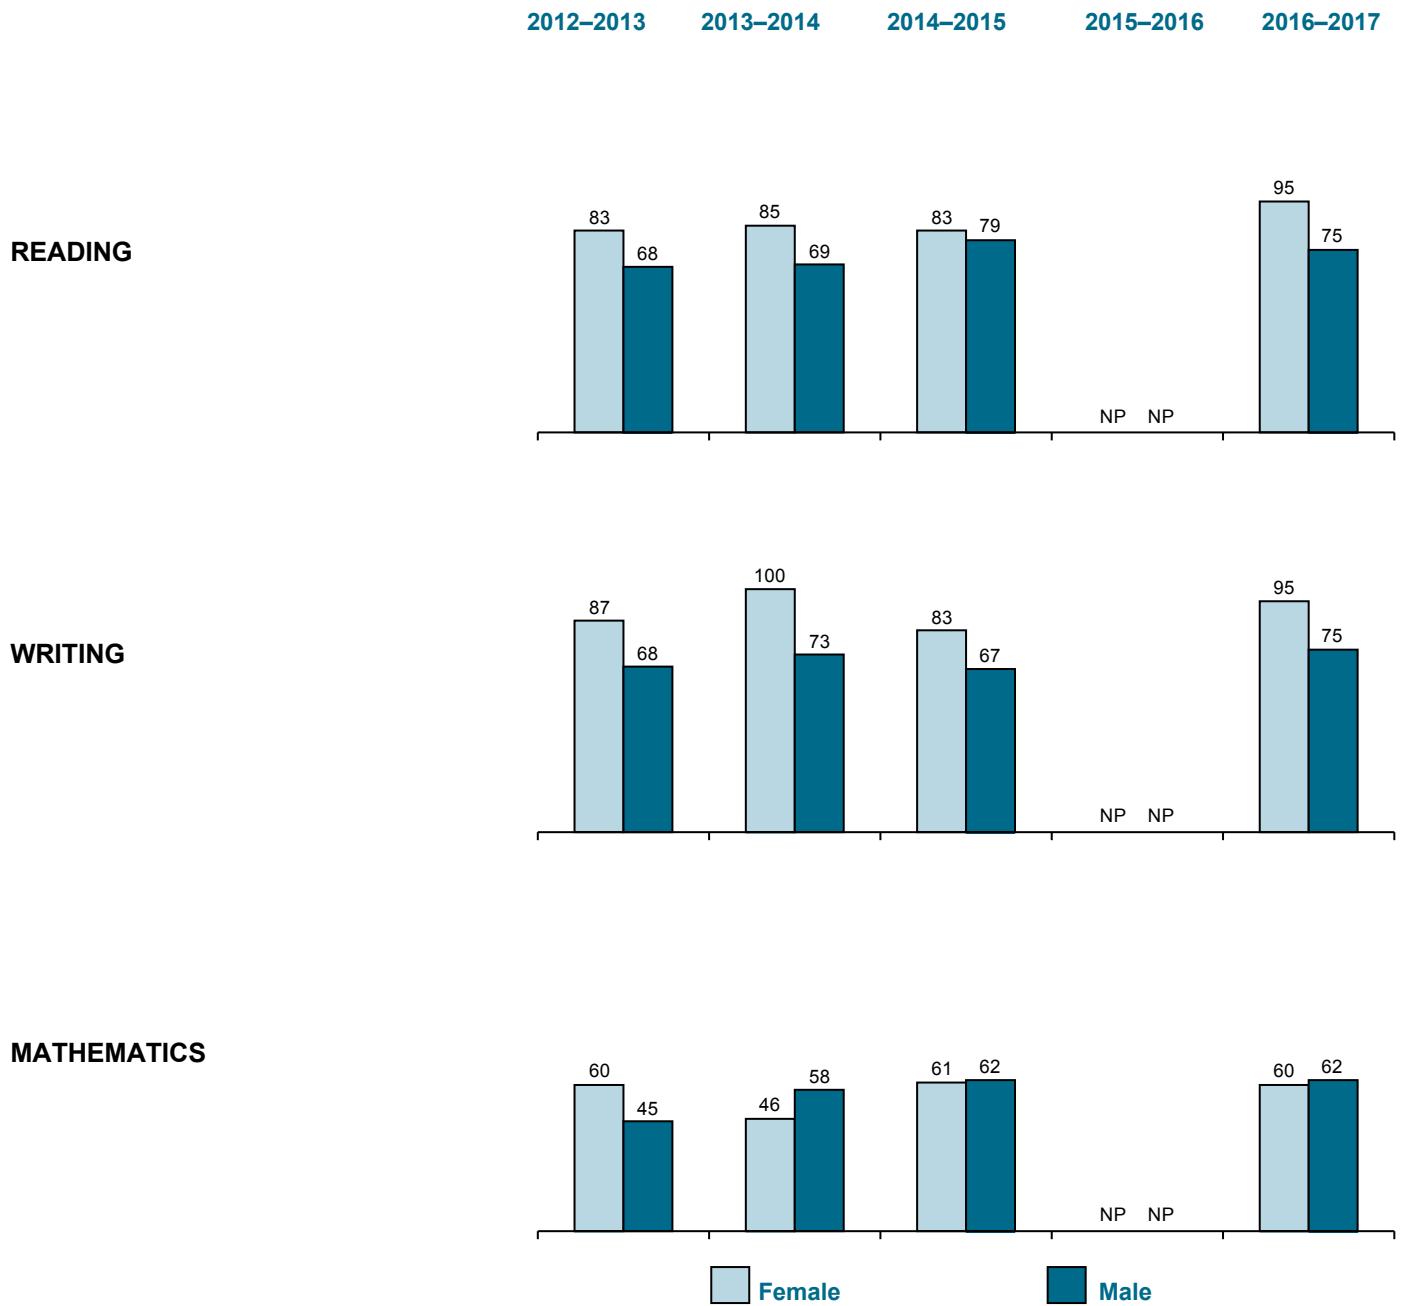 2012–2013 2013–2014 2014–2015 2015–2016 2016–2017
READING
83 68 85 69 83 79 NP NP 95 75
WRITING
87 68 100 73 83 67 NP NP 95 75
MATHEMATICS
60 45 46 58 61 62 NP NP 60 62
Female Male